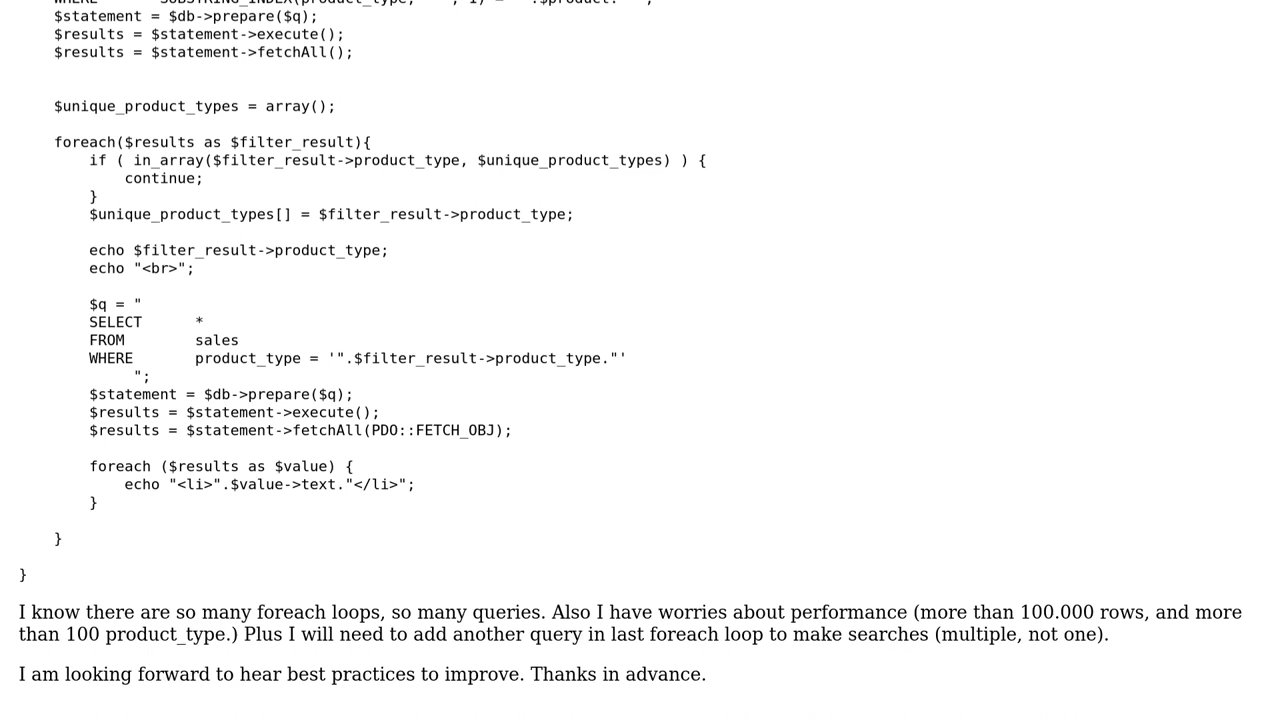 $statement = $db->prepare($q);
$results = $statement->execute();
$results = $statement->fetchAll();
$unique_product_types = array();
foreach($results as $filter_result){
if ( in_array($filter_result->product_type, $unique_product_types) ) {
continue;
}
$unique_product_types[] = $filter_result->product_type;
echo $filter_result->product_type;
echo "<br>";
$q = "
SELECT      *
FROM        sales
WHERE       product_type = '".$filter_result->product_type."'
";
$statement = $db->prepare($q);
$results = $statement->execute();
$results = $statement->fetchAll(PDO::FETCH_OBJ);
foreach ($results as $value) {
echo "<li>".$value->text."</li>";
}
}
}
I know there are so many foreach loops, so many queries. Also I have worries about performance (more than 100.000 rows, and more
than 100 product_type.) Plus I will need to add another query in last foreach loop to make searches (multiple, not one).
I am looking forward to hear best practices to improve. Thanks in advance.